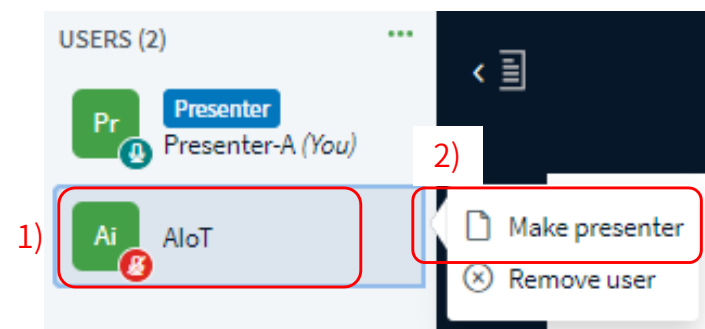 USERS (2)
Pr
Presenter
Presenter-A (You)
2)
1)
Ai
AIoT
Make presenter
Remove user